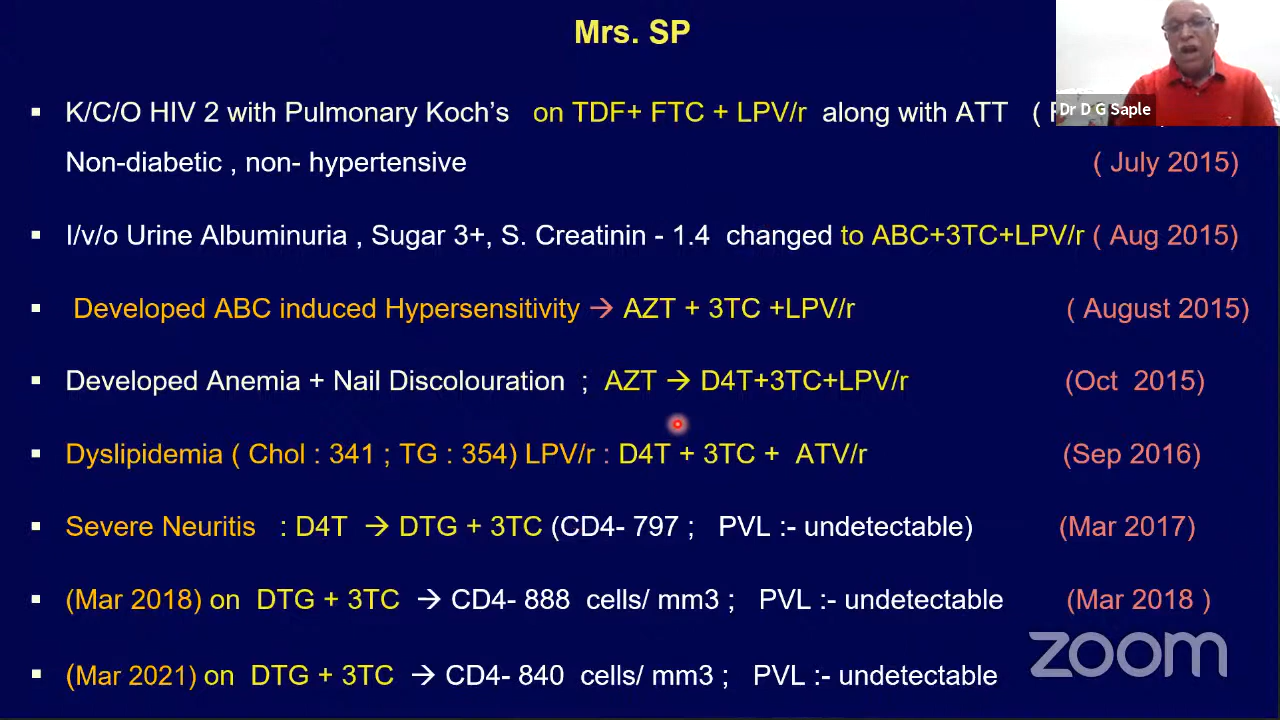 Mrs. SP
Dr D G Saple
▪ K/C/O HIV 2 with Pulmonary Koch's on TDF+ FTC + LPV/r along with ATT (
Non-diabetic , non- hypertensive ( July 2015)
▪ I/v/o Urine Albuminuria , Sugar 3+, S. Creatinin - 1.4 changed to ABC+3TC+LPV/r ( Aug 2015)
▪ Developed ABC induced Hypersensitivity → AZT + 3TC +LPV/r ( August 2015)
▪ Developed Anemia + Nail Discolouration ; AZT → D4T+3TC+LPV/r (Oct 2015)
▪ Dyslipidemia ( Chol : 341 ; TG : 354) LPV/r : D4T + 3TC + ATV/r (Sep 2016)
▪ Severe Neuritis : D4T → DTG + 3TC (CD4- 797 ; PVL :- undetectable) (Mar 2017)
▪ (Mar 2018) on DTG + 3TC → CD4- 888 cells/ mm3 ; PVL :- undetectable (Mar 2018 )
▪ (Mar 2021) on DTG + 3TC → CD4- 840 cells/ mm3 ; PVL :- undetectable
zoom